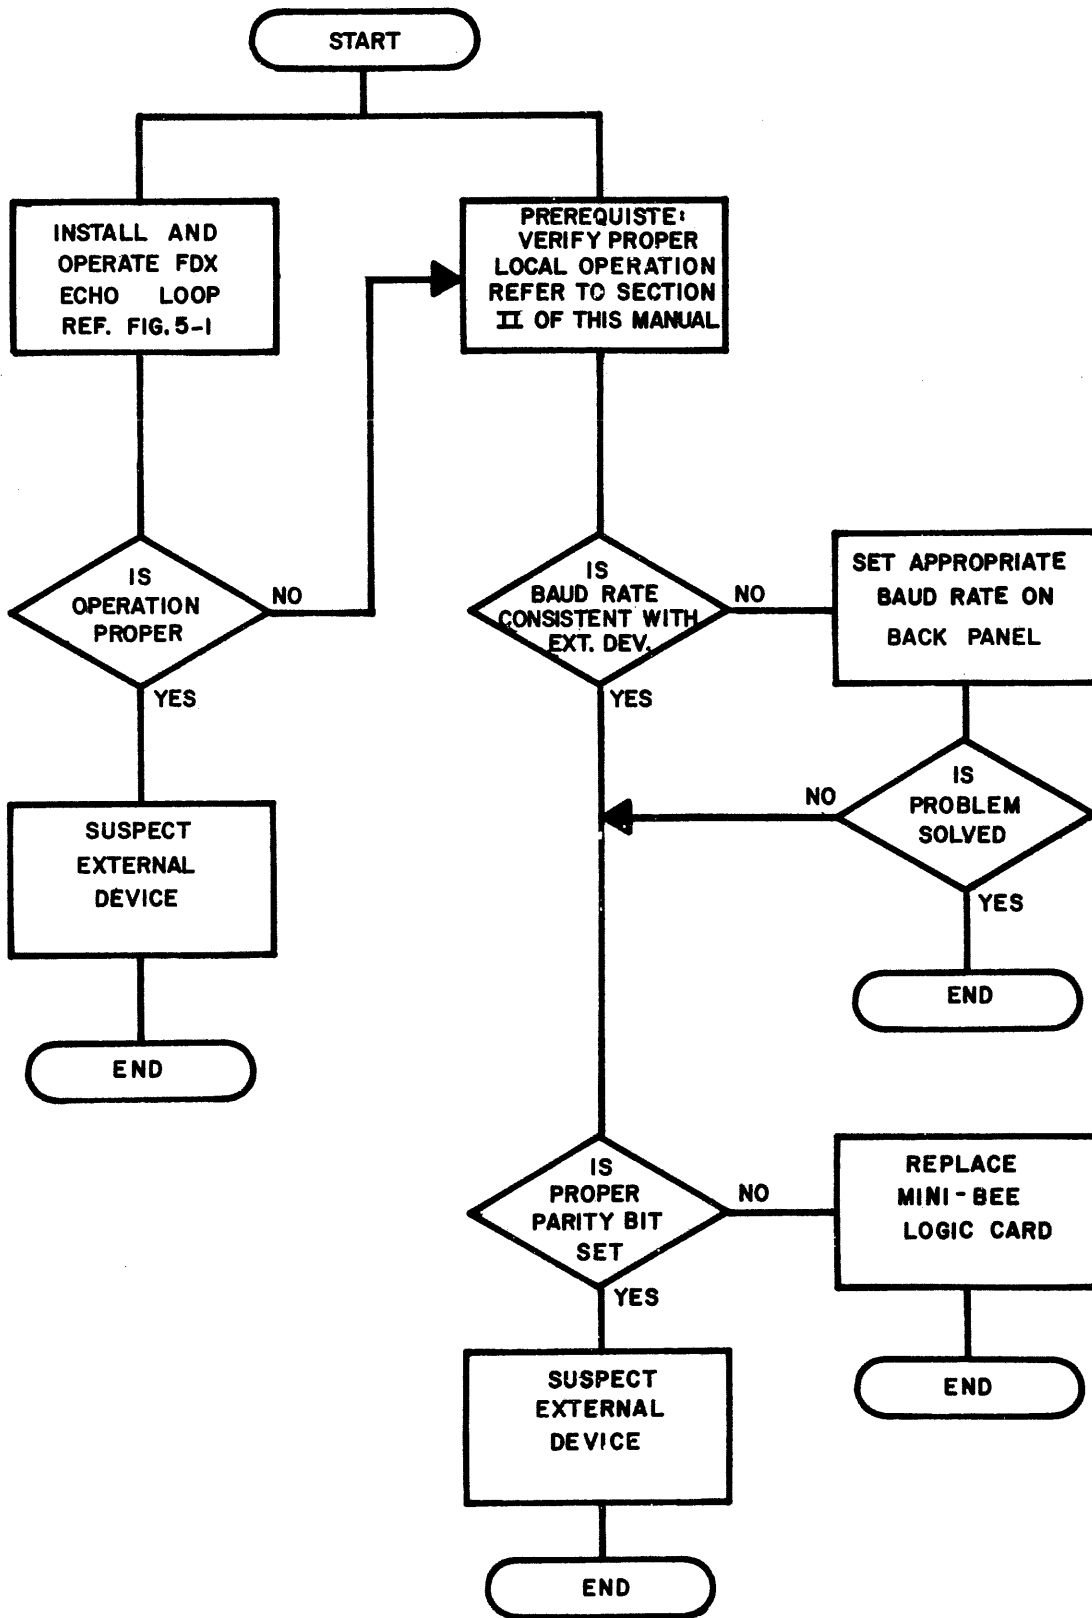 START
INSTALL AND
OPERATE FDX
ECHO LOOP
REF. FIG. 5-1
PREREQUISTE:
VERIFY PROPER
LOCAL OPERATION
REFER TO SECTION
II OF THIS MANUAL
IS
OPERATION
PROPER
NO
YES
SUSPECT
EXTERNAL
DEVICE
END
IS
BAUD RATE
CONSISTENT WITH
EXT. DEV.
NO
YES
SET APPROPRIATE
BAUD RATE ON
BACK PANEL
IS
PROBLEM
SOLVED
NO
YES
END
IS
PROPER
PARITY BIT
SET
NO
YES
REPLACE
MINI-BEE
LOGIC CARD
END
SUSPECT
EXTERNAL
DEVICE
END